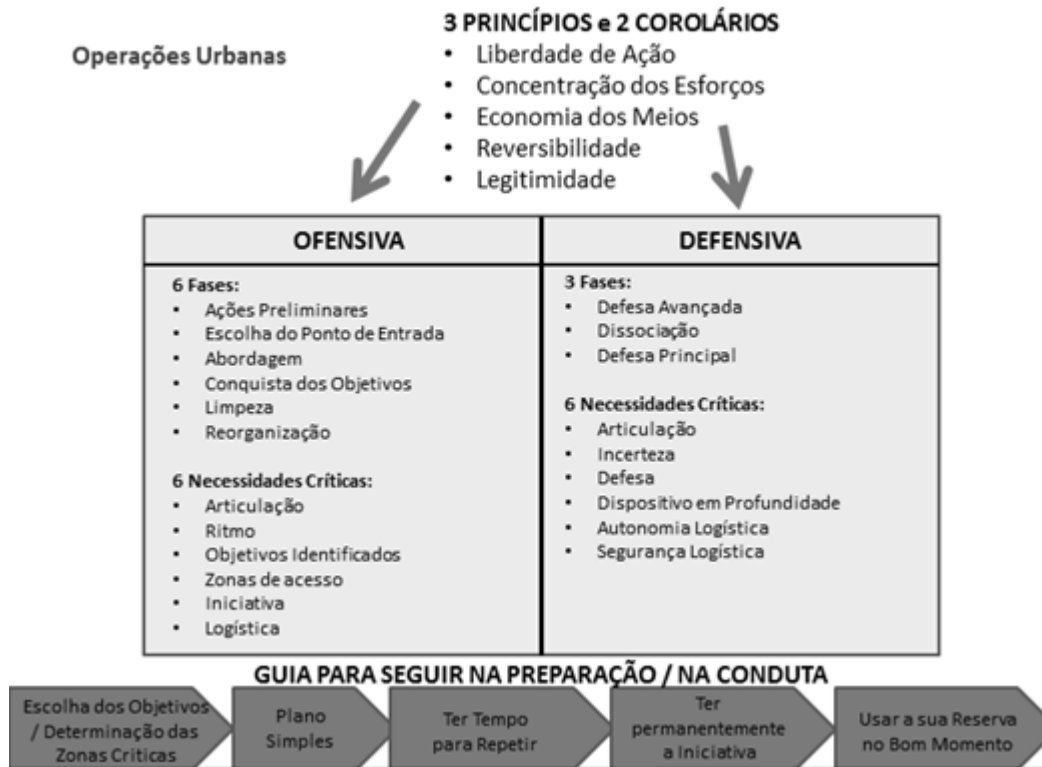 Operações Urbanas
3 PRINCÍPIOS e 2 COROLÁRIOS
• Liberdade de Ação
• Concentração dos Esforços
• Economia dos Meios
• Reversibilidade
• Legitimidade
OFENSIVA
6 Fases:
• Ações Preliminares
• Escolha do Ponto de Entrada
• Abordagem
• Conquista dos Objetivos
• Limpeza
• Reorganização
6 Necessidades Críticas:
• Articulação
• Ritmo
• Objetivos Identificados
• Zonas de acesso
• Iniciativa
• Logística
DEFENSIVA
3 Fases:
• Defesa Avançada
• Dissociação
• Defesa Principal
6 Necessidades Críticas:
• Articulação
• Incerteza
• Defesa
• Dispositivo em Profundidade
• Autonomia Logística
• Segurança Logística
GUIA PARA SEGUIR NA PREPARAÇÃO / NA CONDUTA
Escolha dos Objetivos
/ Determinação das
Zonas Criticas
Plano
Simples
Ter Tempo
para Repetir
Ter
permanentemente
a Iniciativa
Usar a sua Reserva
no Bom Momento